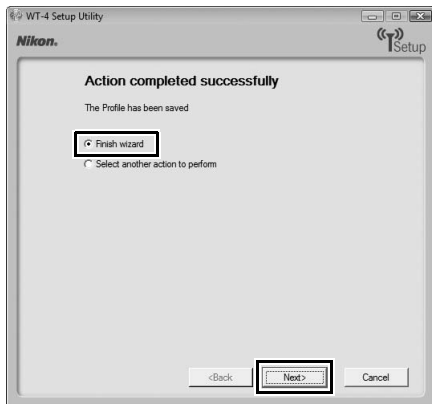 WT-4 Setup Utility
Nikon.
Setup
Action completed successfully
The Profile has been saved
Finish wizard
Select another action to perform
<Back
Next>
Cancel